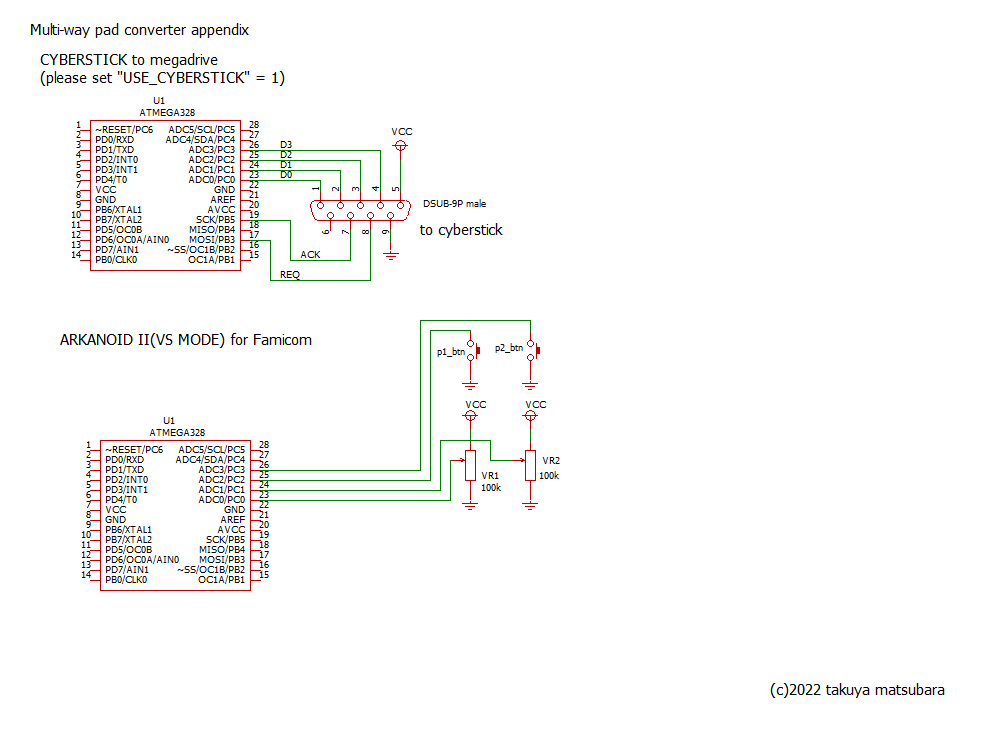 Multi-way pad converter appendix
CYBERSTICK to megadrive
(please set "USE_CYBERSTICK" = 1)
U1
ATMEGA328
1 ~RESET/PC6 ADC5/SCL/PC5 28
2 PD0/RXD ADC4/SDA/PC4 27
3 PD1/TXD ADC3/PC3 26 D3
4 PD2/INT0 ADC2/PC2 25 D2
5 PD3/INT1 ADC1/PC1 24 D1
6 PD4/T0 ADC0/PC0 23 D0
7 VCC GND 22
8 GND AREF 21
9 PB6/XTAL1 AVCC 20
10 PB7/XTAL2 SCK/PB5 19
11 PD5/OC0B MISO/PB4 18
12 PD6/OC0A/AIN0 MOSI/PB3 17
13 PD7/AIN1 ~SS/OC1B/PB2 16
14 PB0/CLK0 OC1A/PB1 15
VCC
1 2 3 4 5
DSUB-9P male
6 7 8 9
to cyberstick
ACK
REQ
ARKANOID II(VS MODE) for Famicom
p1_btn
p2_btn
VCC
VCC
VR1
100k
VR2
100k
U1
ATMEGA328
1 ~RESET/PC6 ADC5/SCL/PC5 28
2 PD0/RXD ADC4/SDA/PC4 27
3 PD1/TXD ADC3/PC3 26
4 PD2/INT0 ADC2/PC2 25
5 PD3/INT1 ADC1/PC1 24
6 PD4/T0 ADC0/PC0 23
7 VCC GND 22
8 GND AREF 21
9 PB6/XTAL1 AVCC 20
10 PB7/XTAL2 SCK/PB5 19
11 PD5/OC0B MISO/PB4 18
12 PD6/OC0A/AIN0 MOSI/PB3 17
13 PD7/AIN1 ~SS/OC1B/PB2 16
14 PB0/CLK0 OC1A/PB1 15
(c)2022 takuya matsubara